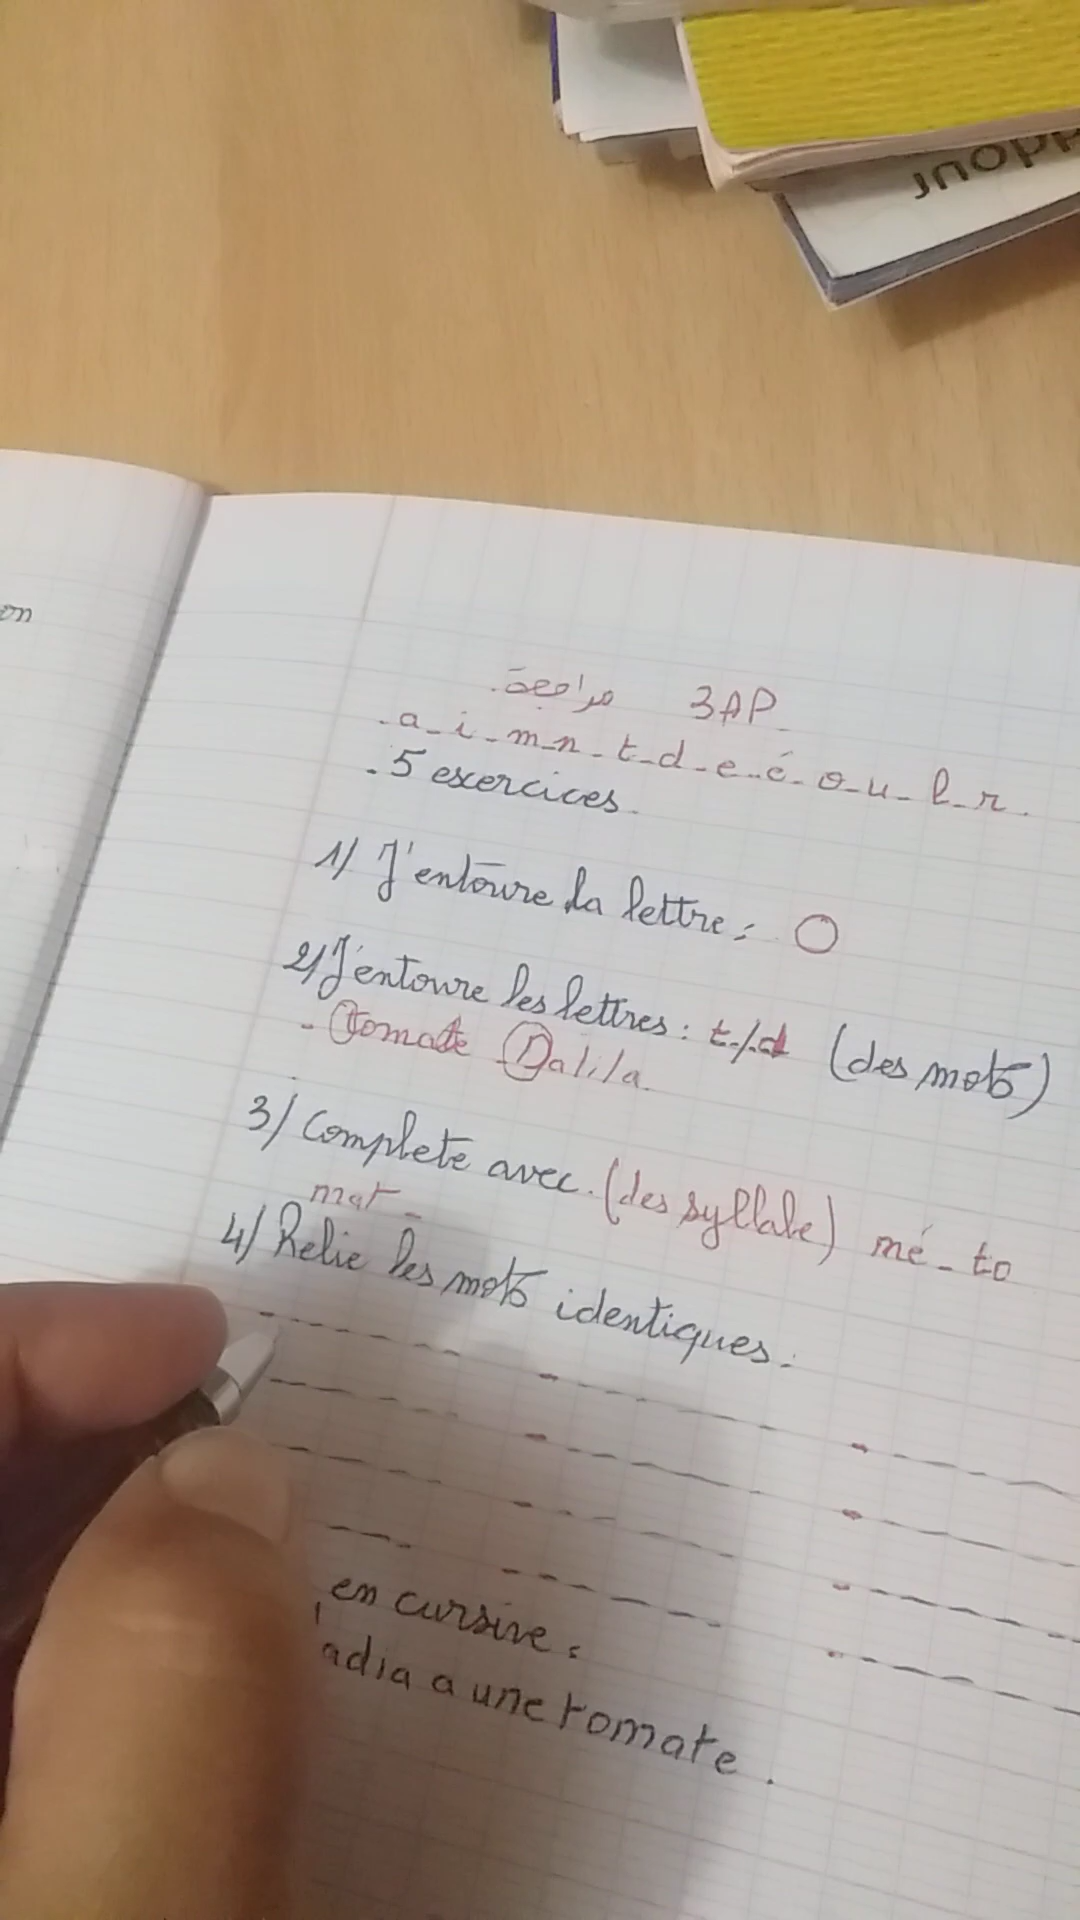 on
مراجعة. 3AP
.a-i-m-n-t-d-e-é-o-u-l-r.
.5 exercices.
1/ J'entoure la lettre: O
2/ J'entoure les lettres: t/d (des mots)
- tomate Dalila.
3/ Complete avec. (des syllabe) mé-to
mat-
4/ Relie les mots identiques.
en cursive:
adia a une tomate.